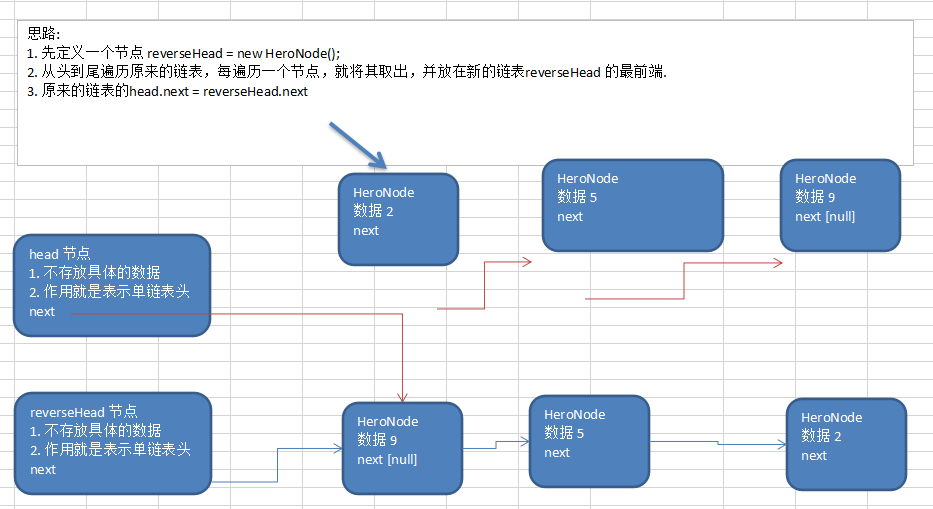 思路:
1. 先定义一个节点 reverseHead = new HeroNode();
2. 从头到尾遍历原来的链表，每遍历一个节点，就将其取出，并放在新的链表reverseHead 的最前端.
3. 原来的链表的head.next = reverseHead.next
HeroNode
数据 2
next
HeroNode
数据 5
next
HeroNode
数据 9
next [null]
head 节点
1. 不存放具体的数据
2. 作用就是表示单链表头
next
reverseHead 节点
1. 不存放具体的数据
2. 作用就是表示单链表头
next
HeroNode
数据 9
next [null]
HeroNode
数据 5
next
HeroNode
数据 2
next